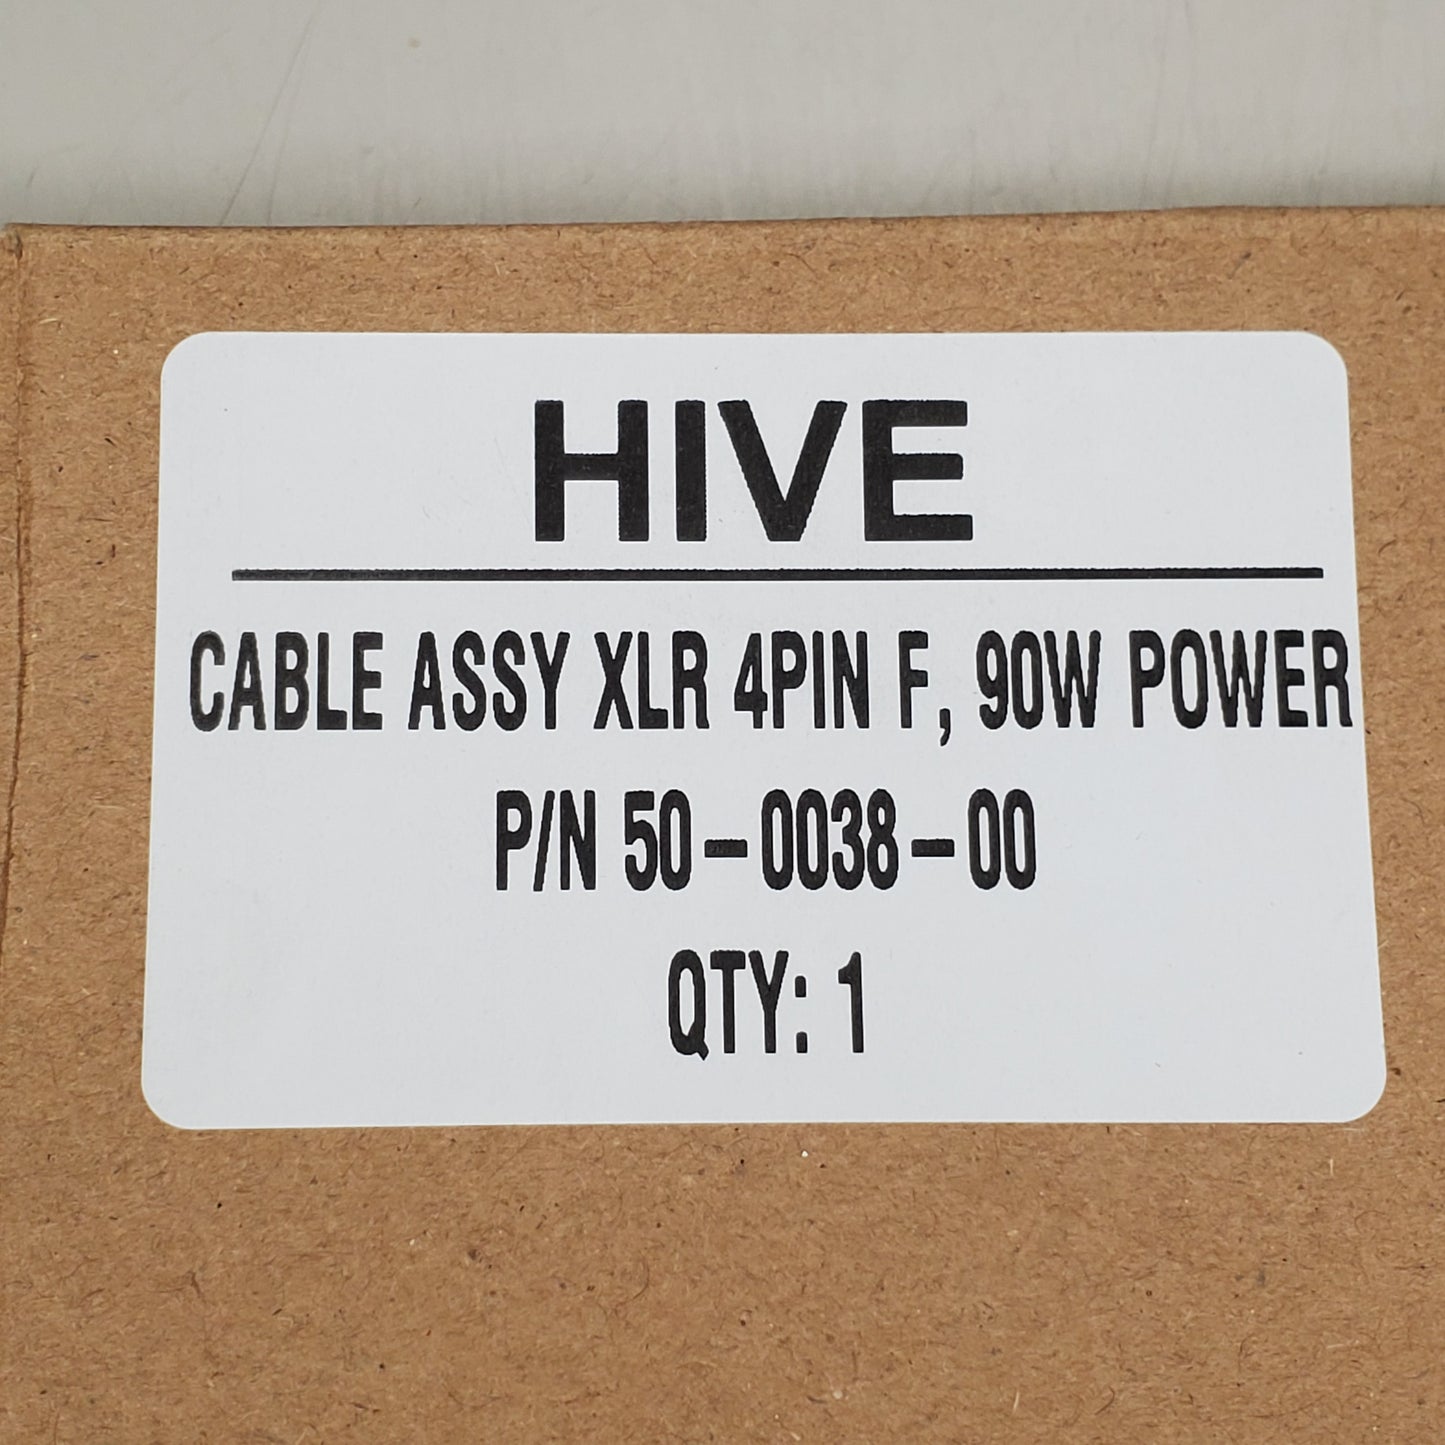 HIVE
CABLE ASSY XLR 4PIN F, 90W POWER
P/N 50-0038-00
QTY: 1